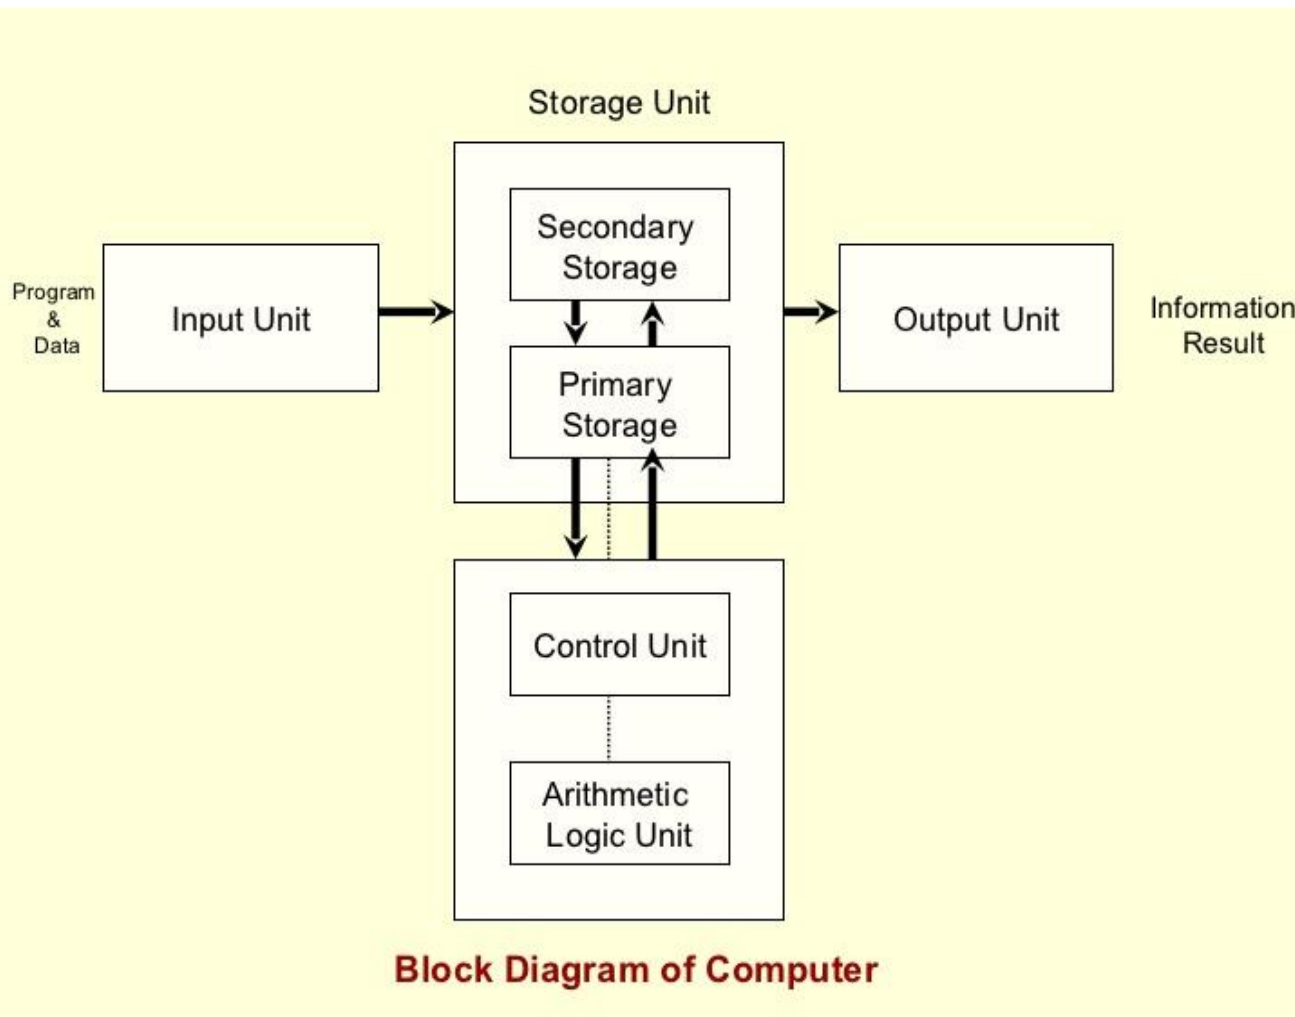 Storage Unit
Secondary
Storage
Program
&
Data
Input Unit
Output Unit
Information
Result
Primary
Storage
Control Unit
Arithmetic
Logic Unit
Block Diagram of Computer